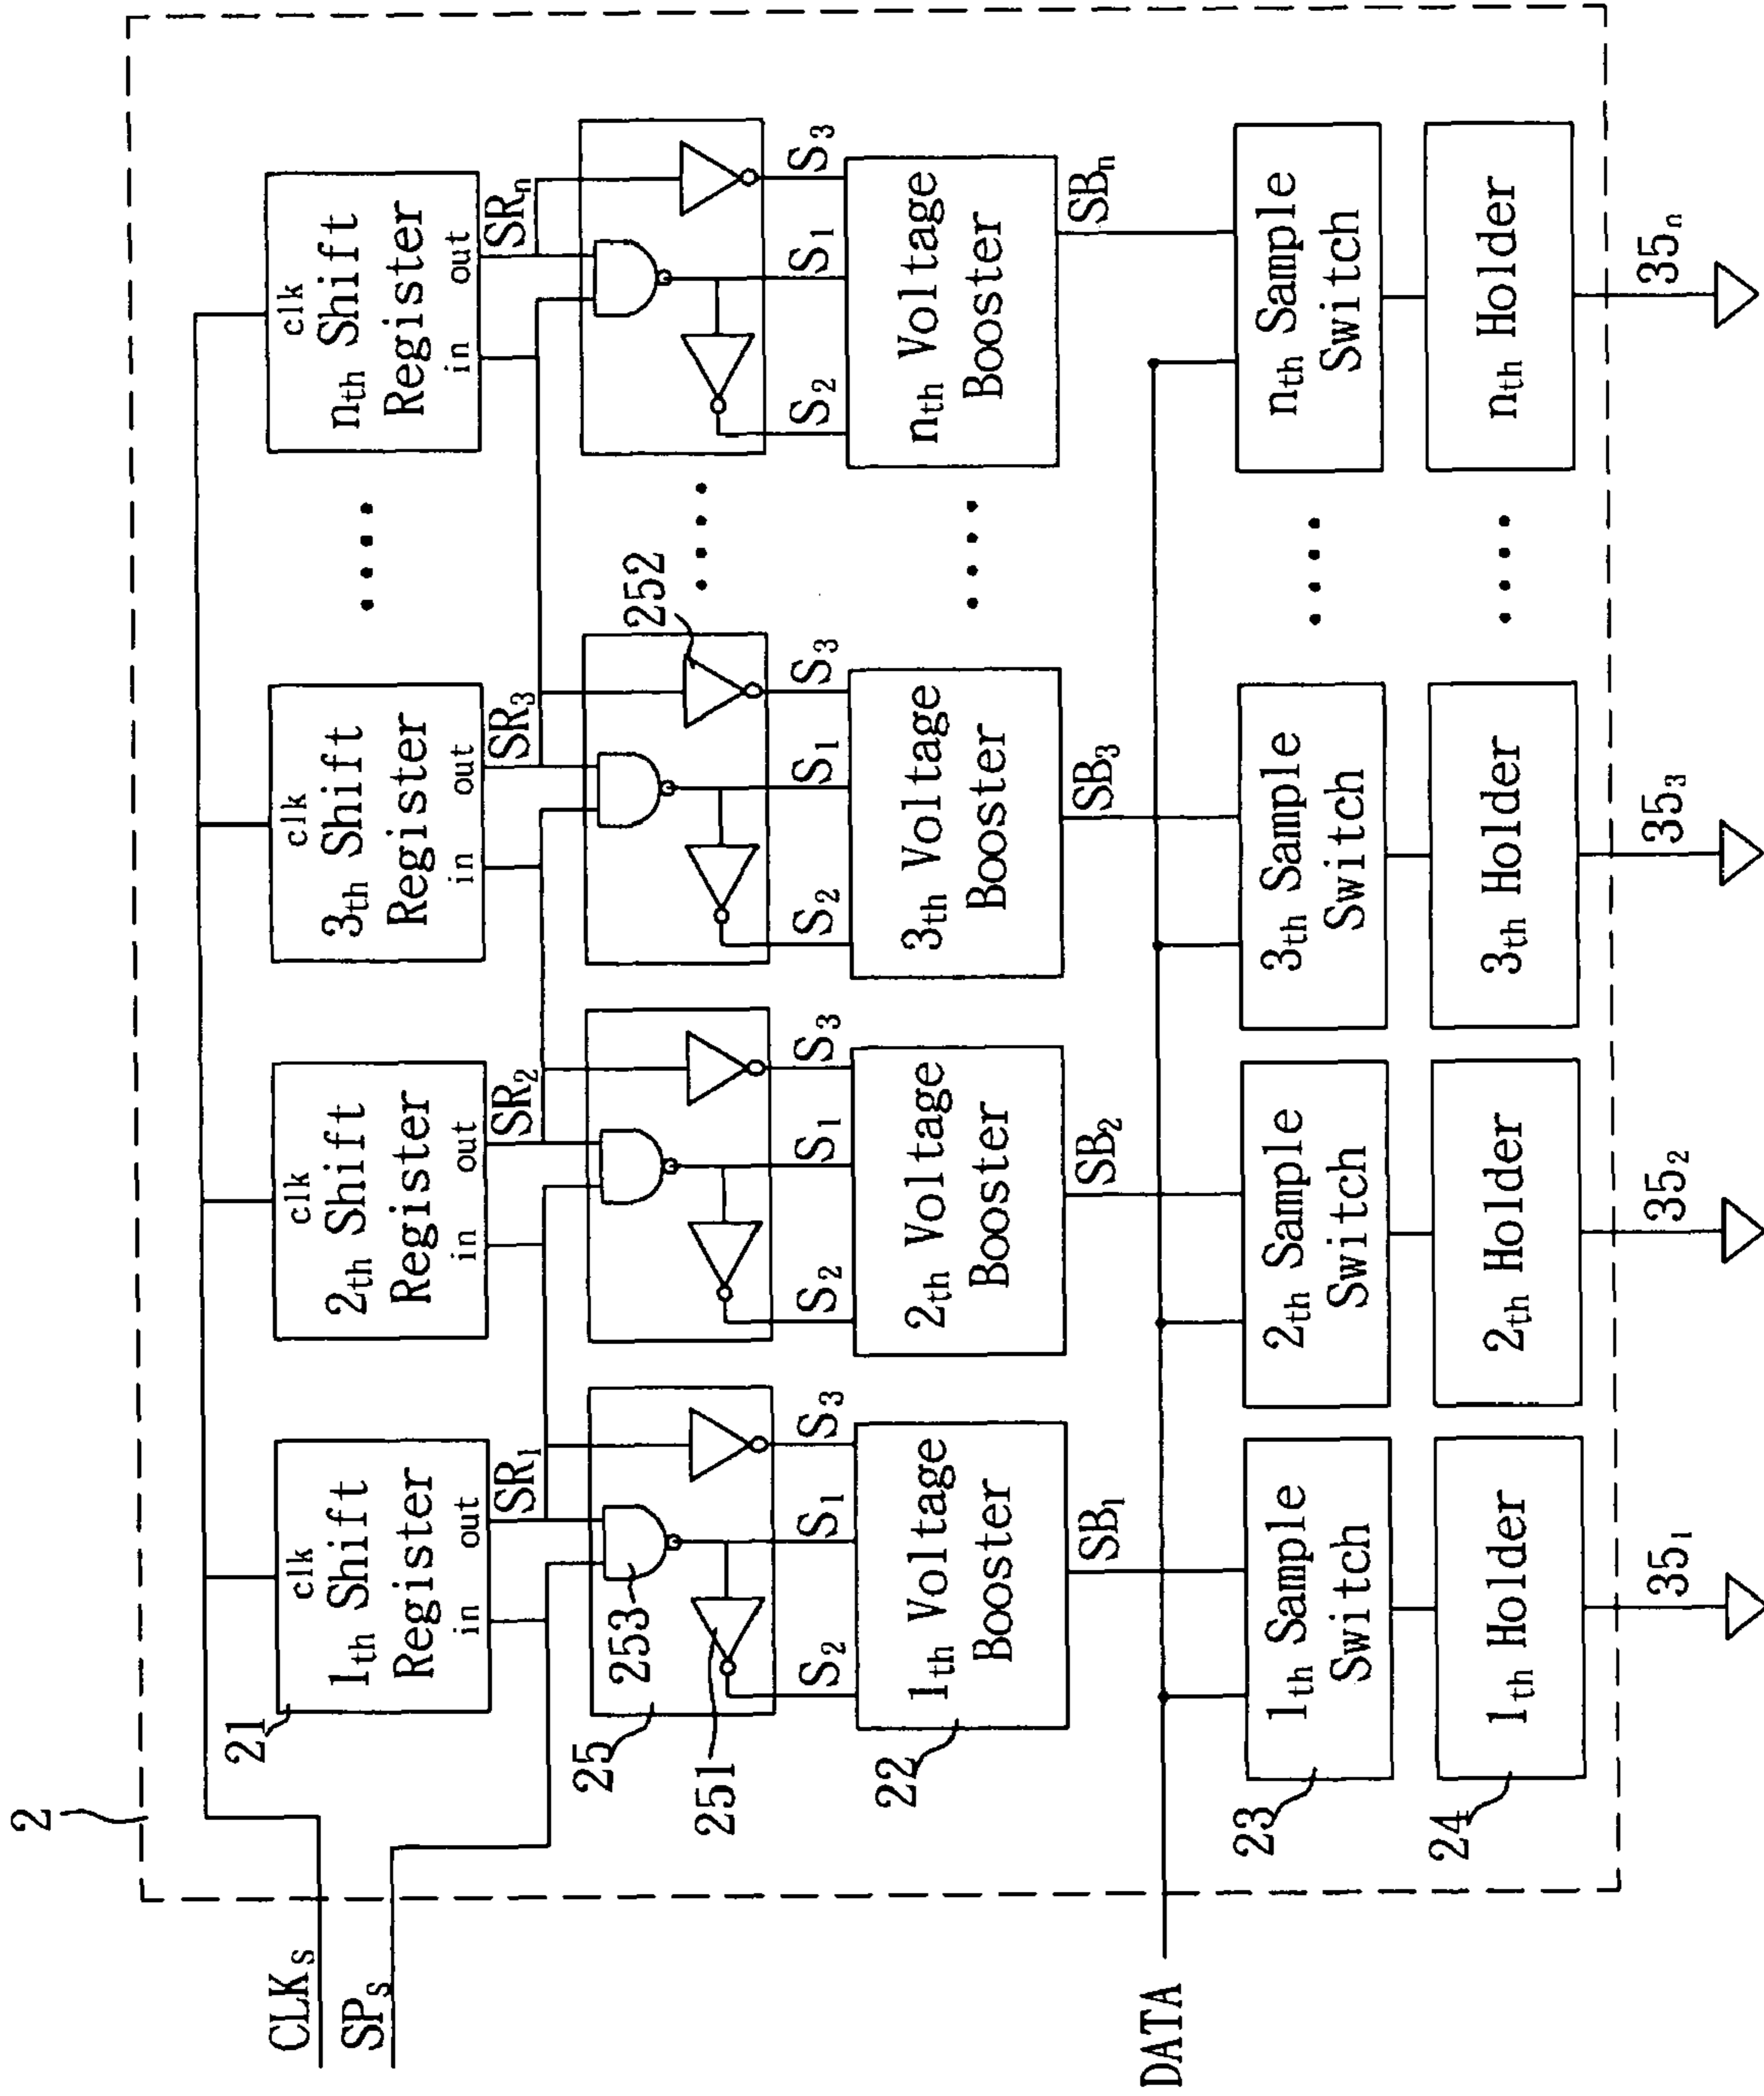 2
CLKS
SPS
21
clk
1th Shift
Register
in out
SR1
clk
2th Shift
Register
in out
SR2
clk
3th Shift
Register
in out
SR3
....
clk
nth Shift
Register
in out
SRn
25
253
251
252
....
S2 S1 S3
S2 S1 S3
S2 S1 S3
S2 S1 S3
22
1th Voltage
Booster
2th Voltage
Booster
3th Voltage
Booster
....
nth Voltage
Booster
SB1
SB2
SB3
SBn
DATA
23
1th Sample
Switch
2th Sample
Switch
3th Sample
Switch
....
nth Sample
Switch
24
1th Holder
2th Holder
3th Holder
....
nth Holder
351
352
353
35n